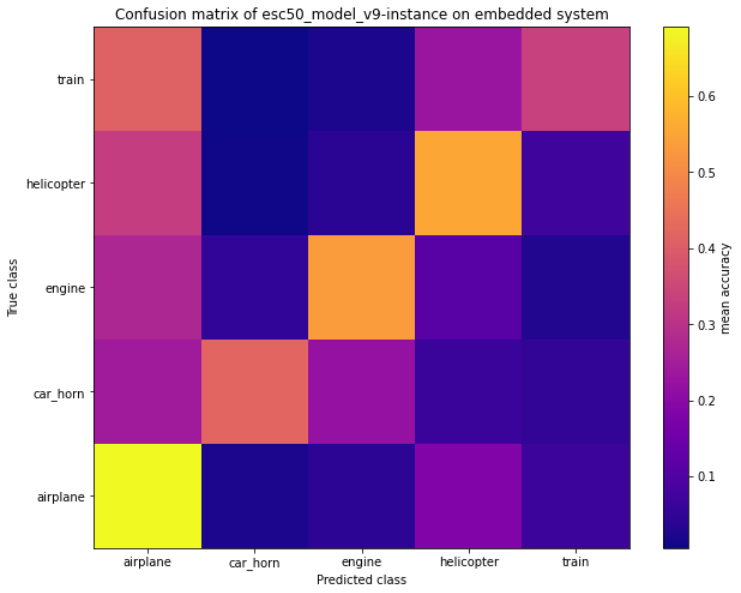 Confusion matrix of esc50_model_v9-instance on embedded system
train
helicopter
engine
car_horn
airplane
True class
airplane car_horn engine helicopter train
Predicted class
0.6
0.5
0.4
0.3
0.2
0.1
mean accuracy